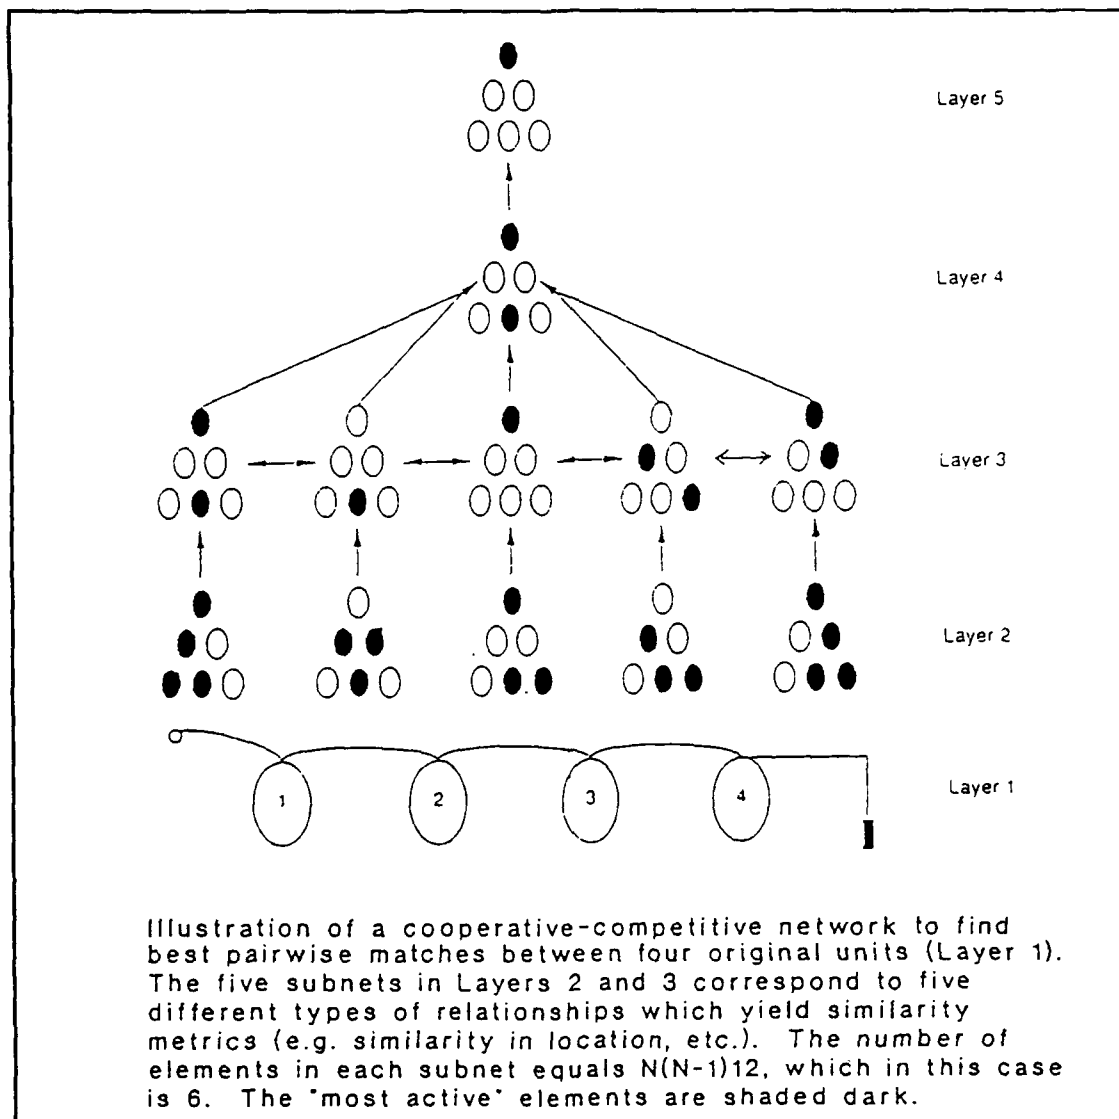 Layer 5
Layer 4
Layer 3
Layer 2
1 2 3 4 Layer 1
Illustration of a cooperative-competitive network to find
best pairwise matches between four original units (Layer 1).
The five subnets in Layers 2 and 3 correspond to five
different types of relationships which yield similarity
metrics (e.g. similarity in location, etc.). The number of
elements in each subnet equals N(N-1)12, which in this case
is 6. The "most active" elements are shaded dark.